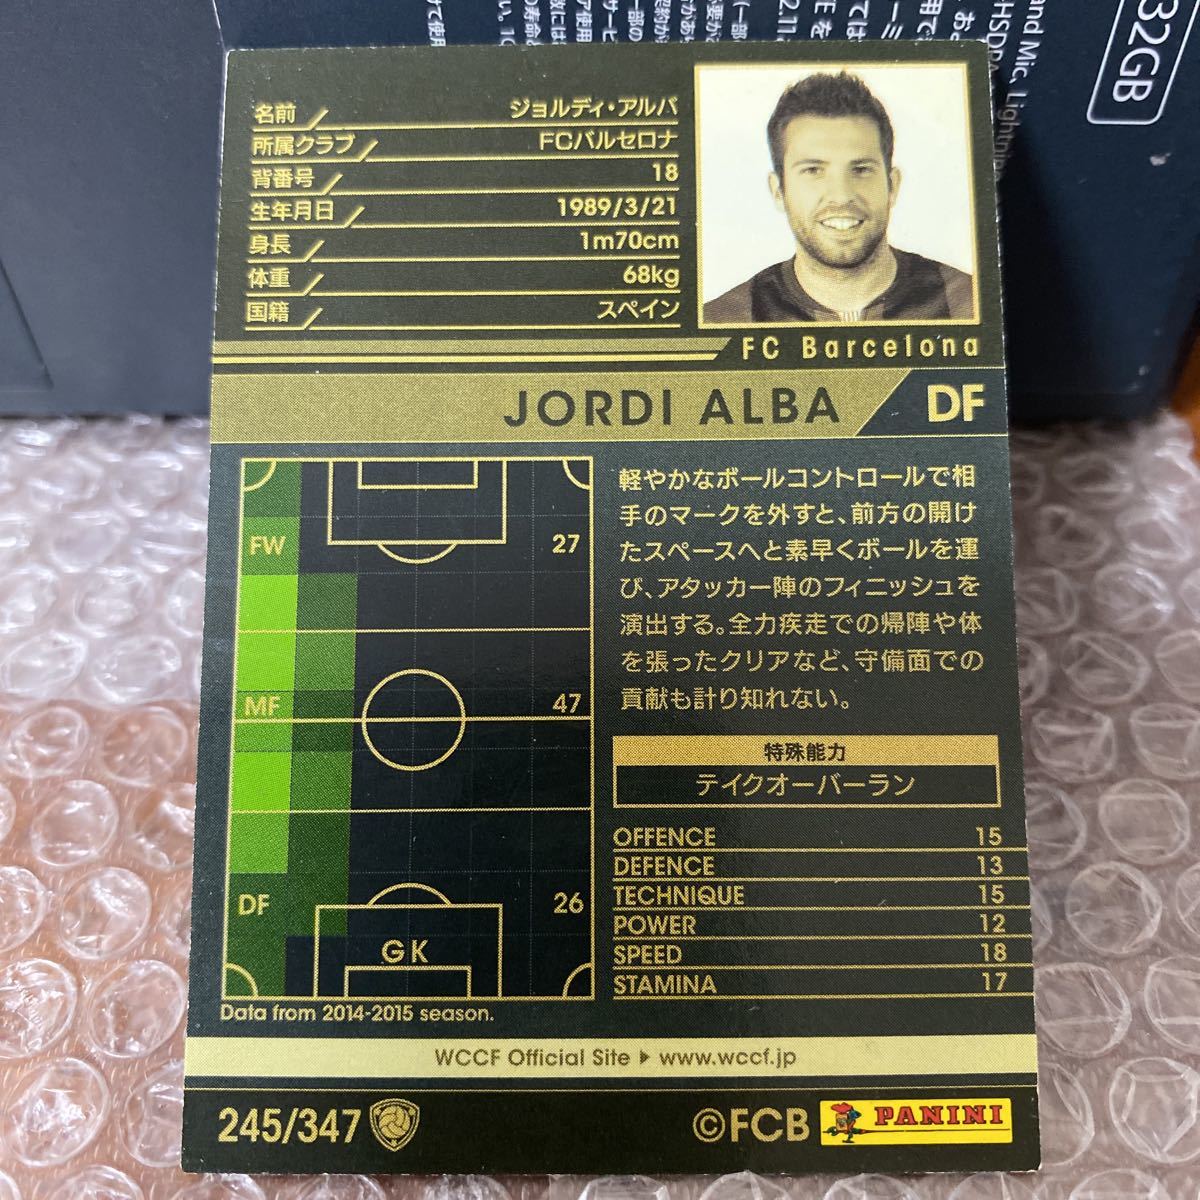 32GB
and Mic, Lightnin
HSDPA
名前 ジョルディ・アルバ
所属クラブ FCバルセロナ
背番号 18
生年月日 1989/3/21
身長 1m70cm
体重 68kg
国籍 スペイン
FC Barcelona
JORDI ALBA DF
FW 27
MF 47
DF 26
GK
Data from 2014-2015 season.
軽やかなボールコントロールで相
手のマークを外すと、前方の開け
たスペースへと素早くボールを運
び、アタッカー陣のフィニッシュを
演出する。全力疾走での帰陣や体
を張ったクリアなど、守備面での
貢献も計り知れない。
特殊能力
テイクオーバーラン
OFFENCE 15
DEFENCE 13
TECHNIQUE 15
POWER 12
SPEED 18
STAMINA 17
WCCF Official Site ▶ www.wccf.jp
245/347
©FCB PANINI